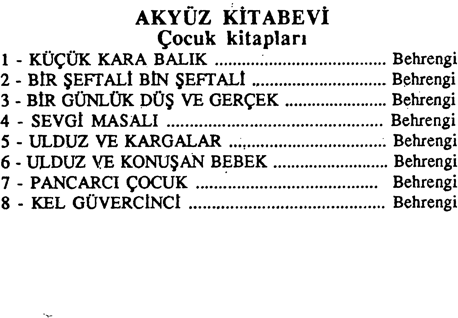 AKYÜZ KİTABEVİ
Çocuk kitapları
1 - KÜÇÜK KARA BALIK .................................. Behrengi
2 - BİR ŞEFTALİ BİN ŞEFTALİ ........................... Behrengi
3 - BİR GÜNLÜK DÜŞ VE GERÇEK .................... Behrengi
4 - SEVGİ MASALI ............................................ Behrengi
5 - ULDUZ VE KARGALAR ................................ Behrengi
6 - ULDUZ VE KONUŞAN BEBEK ...................... Behrengi
7 - PANCARCI ÇOCUK ..................................... Behrengi
8 - KEL GÜVERCİNCİ ....................................... Behrengi